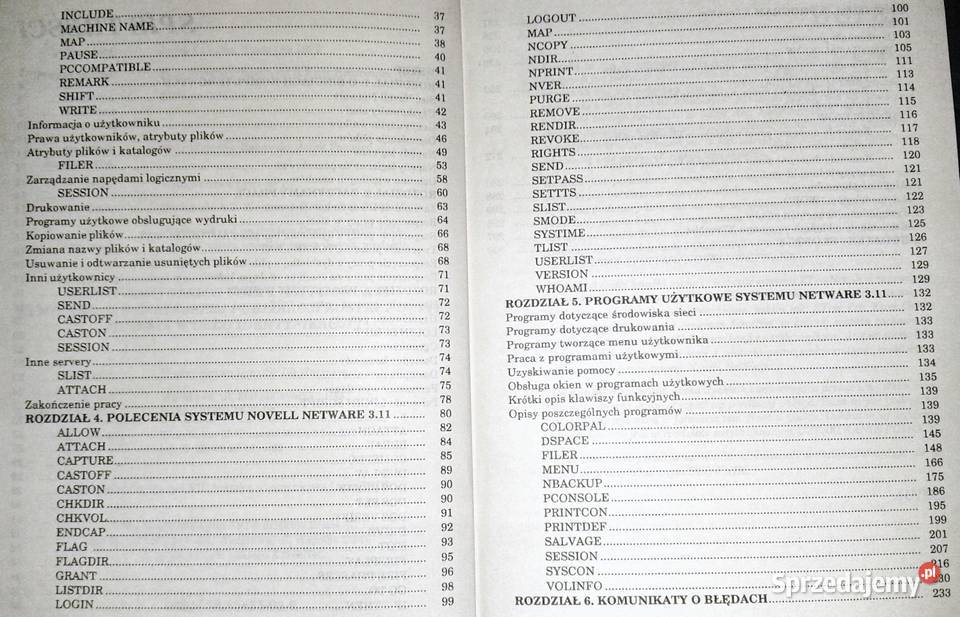 INCLUDE ... 37
MACHINE NAME ... 37
MAP ... 38
PAUSE ... 40
PCCOMPATIBLE ... 41
REMARK ... 41
SHIFT ... 41
WRITE ... 42
Informacja o użytkowniku ... 43
Prawa użytkowników, atrybuty plików ... 46
Atrybuty plików i katalogów ... 49
FILER ... 53
Zarządzanie napędami logicznymi ... 58
SESSION ... 60
Drukowanie ... 63
Programy użytkowe obsługujące wydruki ... 64
Kopiowanie plików ... 66
Zmiana nazwy plików i katalogów ... 68
Usuwanie i odtwarzanie usuniętych plików ... 68
Inni użytkownicy ... 71
USERLIST ... 71
SEND ... 72
CASTOFF ... 72
CASTON ... 73
SESSION ... 73
Inne servery ... 74
SLIST ... 74
ATTACH ... 75
Zakończenie pracy ... 78
ROZDZIAŁ 4. POLECENIA SYSTEMU NOVELL NETWARE 3.11 ... 80
ALLOW ... 82
ATTACH ... 84
CAPTURE ... 85
CASTOFF ... 89
CASTON ... 90
CHKDIR ... 90
CHKVOL ... 91
ENDCAP ... 92
FLAG ... 93
FLAGDIR ... 95
GRANT ... 96
LISTDIR ... 98
LOGIN ... 99
LOGOUT ... 100
MAP ... 101
NCOPY ... 103
NDIR ... 105
NPRINT ... 111
NVER ... 113
PURGE ... 114
REMOVE ... 115
RENDIR ... 116
REVOKE ... 117
RIGHTS ... 118
SEND ... 120
SETPASS ... 121
SETTTS ... 121
SLIST ... 122
SMODE ... 123
SYSTIME ... 125
TLIST ... 126
USERLIST ... 127
VERSION ... 129
WHOAMI ... 129
ROZDZIAŁ 5. PROGRAMY UŻYTKOWE SYSTEMU NETWARE 3.11 ... 132
Programy dotyczące środowiska sieci ... 132
Programy dotyczące drukowania ... 133
Programy tworzące menu użytkownika ... 133
Praca z programami użytkowymi ... 133
Uzyskiwanie pomocy ... 134
Obsługa okien w programach użytkowych ... 135
Krótki opis klawiszy funkcyjnych ... 139
Opisy poszczególnych programów ... 139
COLORPAL ... 139
DSPACE ... 145
FILER ... 148
MENU ... 166
NBACKUP ... 175
PCONSOLE ... 186
PRINTCON ... 195
PRINTDEF ... 199
SALVAGE ... 201
SESSION ... 207
SYSCON ... 216
VOLINFO ... 230
ROZDZIAŁ 6. KOMUNIKATY O BŁĘDACH ... 233
Sprzedajemy.pl